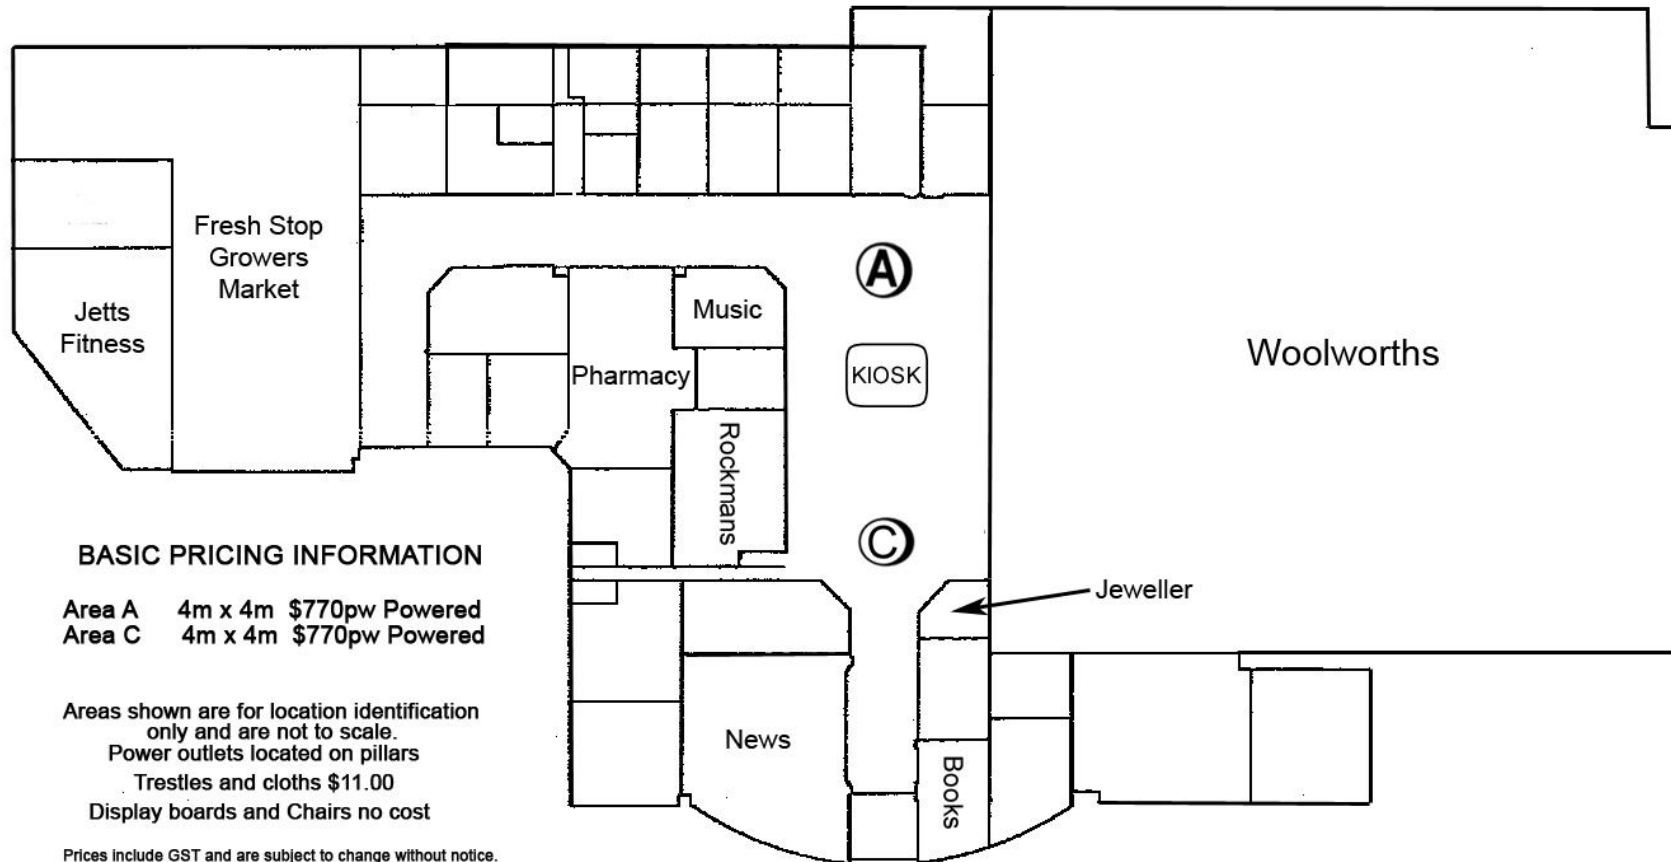 Fresh Stop
Growers
Market
Jetts
Fitness
Music
Pharmacy
Rockmans
A
KIOSK
C
Woolworths
Jeweller
News
Books
BASIC PRICING INFORMATION
Area A 4m x 4m $770pw Powered
Area C 4m x 4m $770pw Powered
Areas shown are for location identification
only and are not to scale.
Power outlets located on pillars
Trestles and cloths $11.00
Display boards and Chairs no cost
Prices include GST and are subject to change without notice.